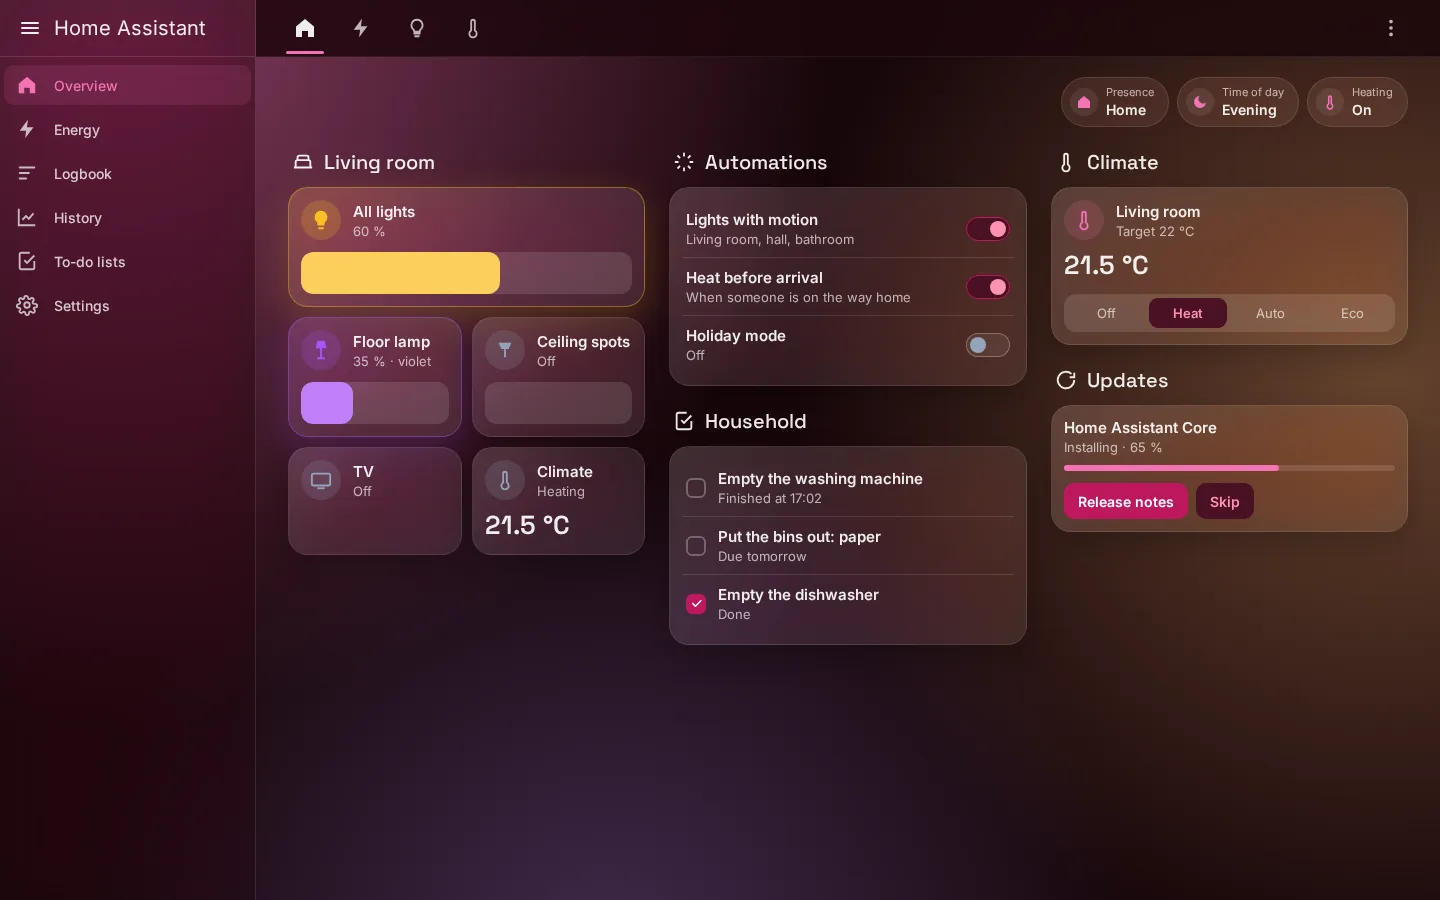 Home Assistant
Overview
Energy
Logbook
History
To-do lists
Settings
Presence
Home
Time of day
Evening
Heating
On
Living room
All lights
60 %
Floor lamp
35 % · violet
Ceiling spots
Off
TV
Off
Climate
Heating
21.5 °C
Automations
Lights with motion
Living room, hall, bathroom
Heat before arrival
When someone is on the way home
Holiday mode
Off
Household
Empty the washing machine
Finished at 17:02
Put the bins out: paper
Due tomorrow
Empty the dishwasher
Done
Climate
Living room
Target 22 °C
21.5 °C
Off Heat Auto Eco
Updates
Home Assistant Core
Installing · 65 %
Release notes Skip